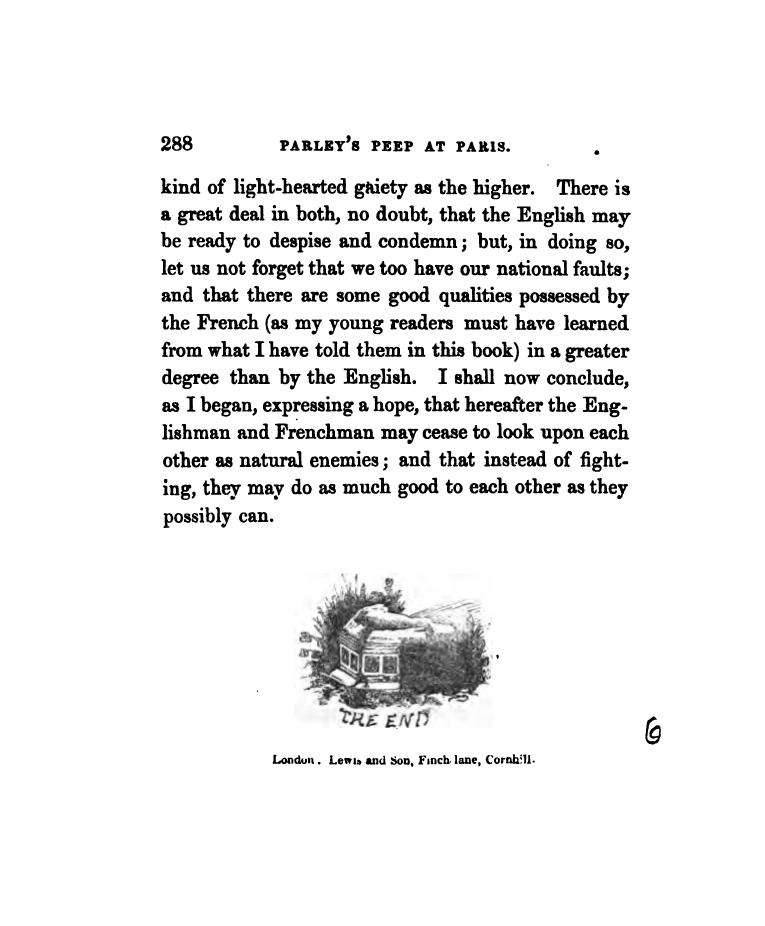 288 PARLEY'S PEEP AT PARIS.
kind of light-hearted gaiety as the higher. There is
a great deal in both, no doubt, that the English may
be ready to despise and condemn; but, in doing so,
let us not forget that we too have our national faults;
and that there are some good qualities possessed by
the French (as my young readers must have learned
from what I have told them in this book) in a greater
degree than by the English. I shall now conclude,
as I began, expressing a hope, that hereafter the Eng-
lishman and Frenchman may cease to look upon each
other as natural enemies; and that instead of fight-
ing, they may do as much good to each other as they
possibly can.
THE END
6
London. Lewis and Son, Finch lane, Cornhill.